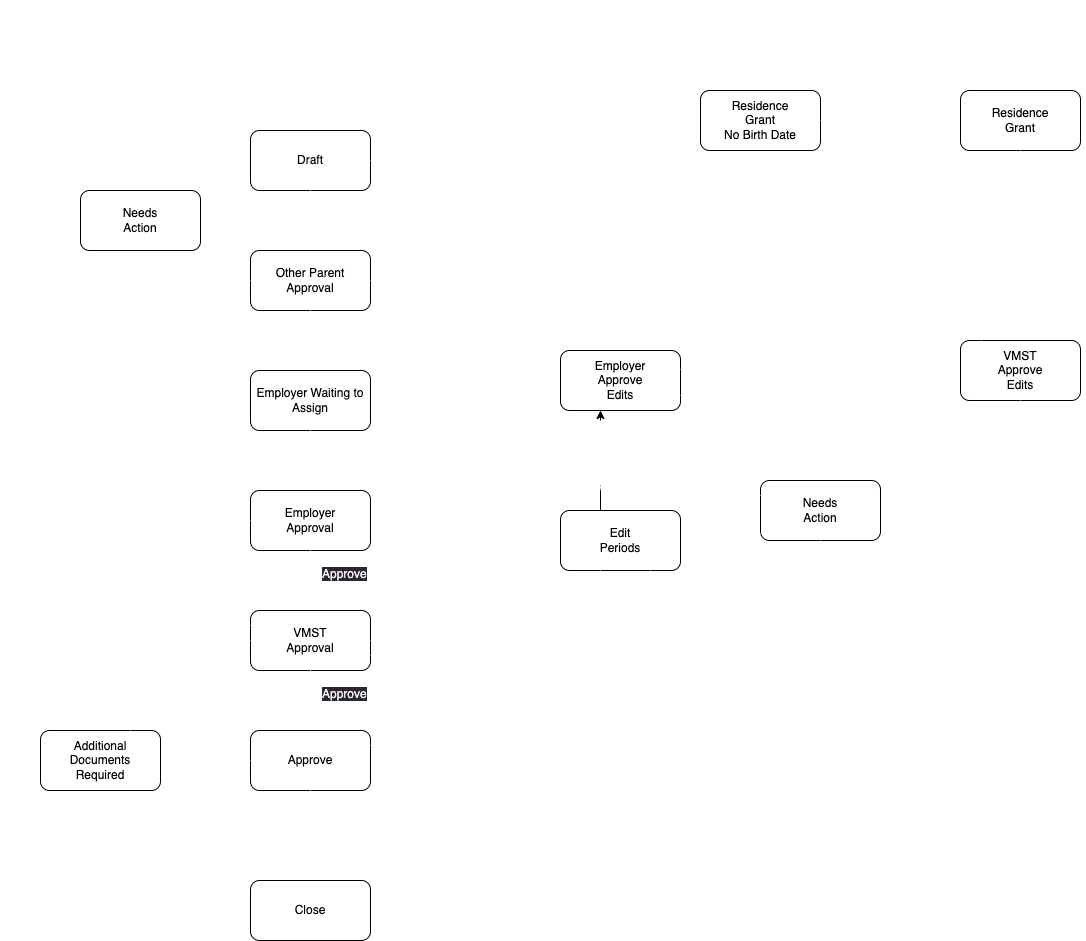 Residence
Grant
No Birth Date
Residence
Grant
Draft
Needs
Action
Other Parent
Approval
Employer
Approve
Edits
VMST
Approve
Edits
Employer Waiting to
Assign
Needs
Action
Employer
Approval
Edit
Periods
Approve
VMST
Approval
Approve
Additional
Documents
Required
Approve
Close